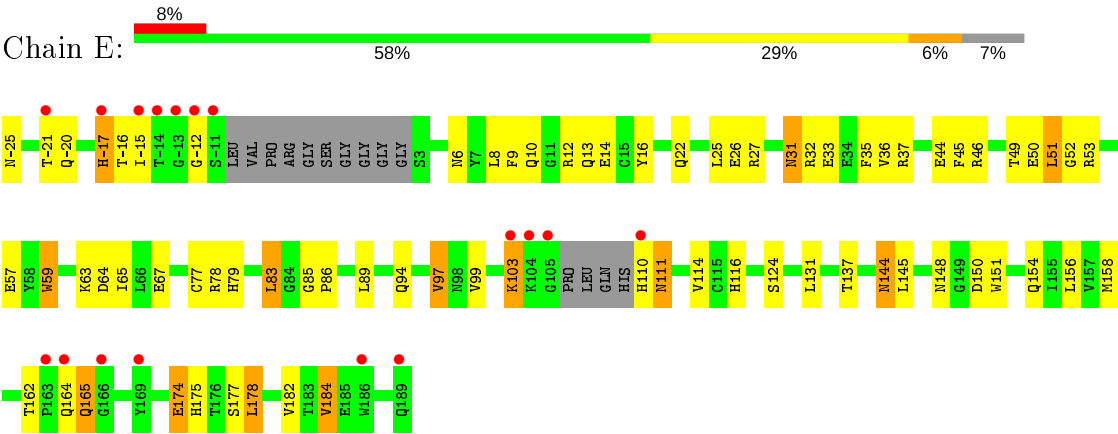 8%
Chain E:
58% 29% 6% 7%
N-25 T-21 Q-20 H-17 T-16 I-15 T-14 G-13 G-12 S-11 LEU VAL PRO ARG GLY SER GLY GLY GLY GLY S3 N6 Y7 L8 F9 Q10 G11 R12 Q13 E14 C15 Y16 Q22 L25 E26 R27 N31 R32 E33 E34 F35 V36 R37 E44 F45 R46 T49 E50 L51 G52 R53
E57 Y58 W59 K63 D64 I65 L66 E67 C77 R78 H79 L83 G84 G85 P86 L89 Q94 V97 N98 V99 K103 K104 G105 PRO LEU GLN HIS H110 N111 V114 C115 H116 S124 L131 T137 N144 L145 N148 G149 D150 W151 Q154 I155 L156 V157 M158
T162 P163 Q164 Q165 G166 Y169 E174 H175 T176 S177 L178 V182 T183 V184 E185 W186 Q189